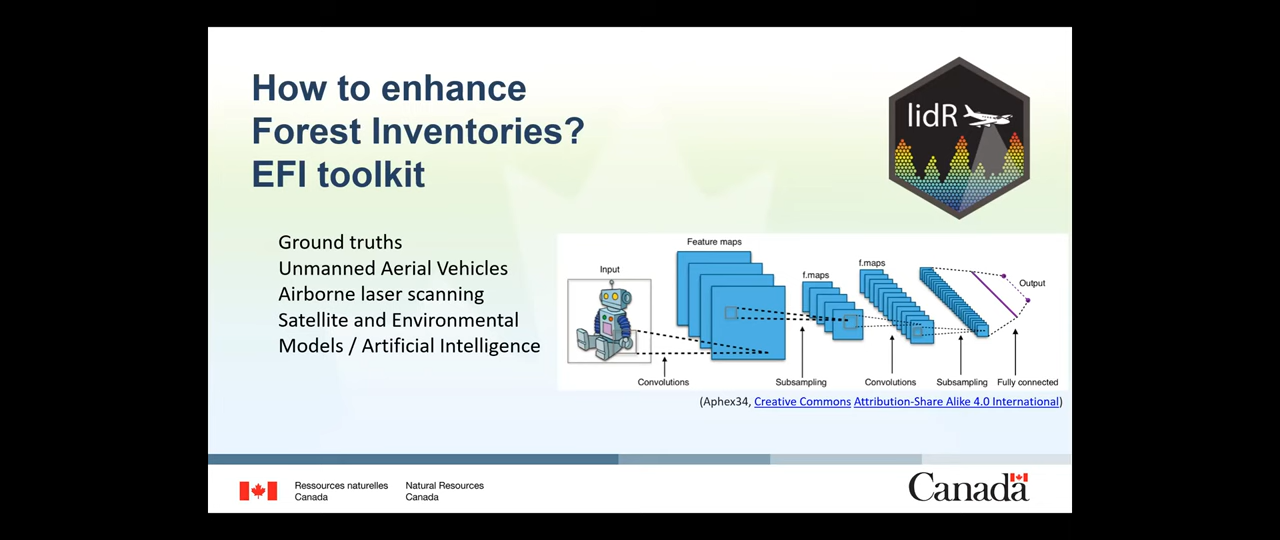 How to enhance
Forest Inventories?
EFI toolkit
lidR
Ground truths
Unmanned Aerial Vehicles
Airborne laser scanning
Satellite and Environmental
Models / Artificial Intelligence
Input
Feature maps
f.maps
f.maps
Output
Convolutions
Subsampling
Convolutions
Subsampling
Fully connected
(Aphex34, Creative Commons Attribution-Share Alike 4.0 International)
Ressources naturelles
Canada
Natural Resources
Canada
Canada